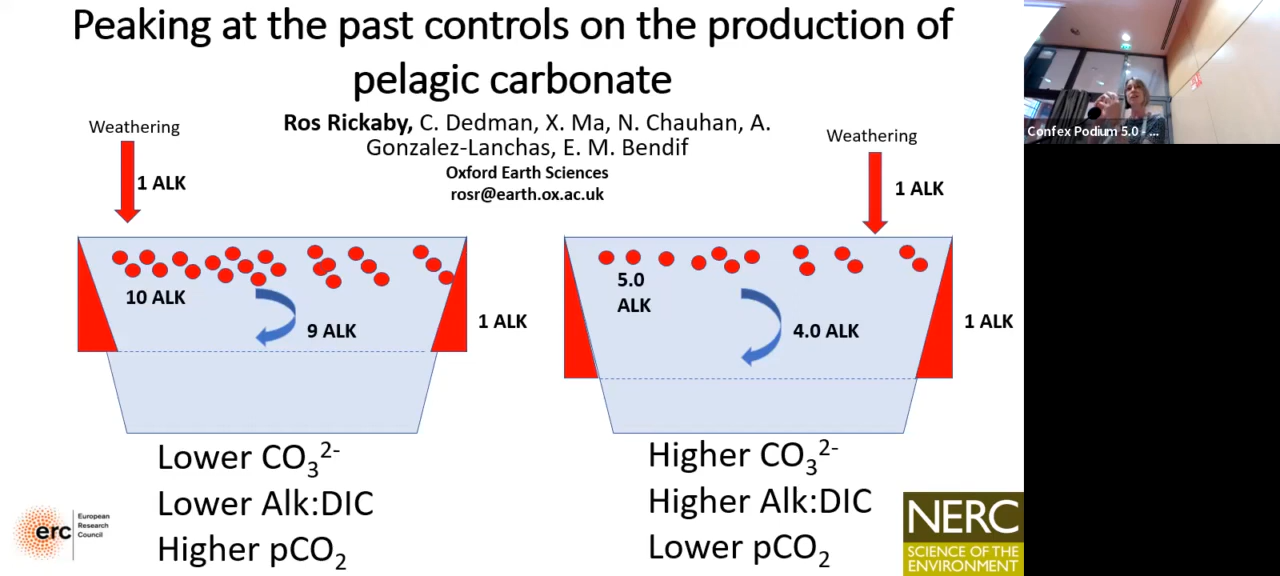 Peaking at the past controls on the production of
pelagic carbonate
Ros Rickaby, C. Dedman, X. Ma, N. Chauhan, A.
Gonzalez-Lanchas, E. M. Bendif
Oxford Earth Sciences
rosr@earth.ox.ac.uk
Weathering
1 ALK
10 ALK
9 ALK
1 ALK
Lower CO₃²⁻
Lower Alk:DIC
Higher pCO₂
Weathering
1 ALK
5.0
ALK
4.0 ALK
1 ALK
Higher CO₃²⁻
Higher Alk:DIC
Lower pCO₂
erc
European
Research
Council
NERC
SCIENCE OF THE
ENVIRONMENT
Confex Podium 5.0 - ...